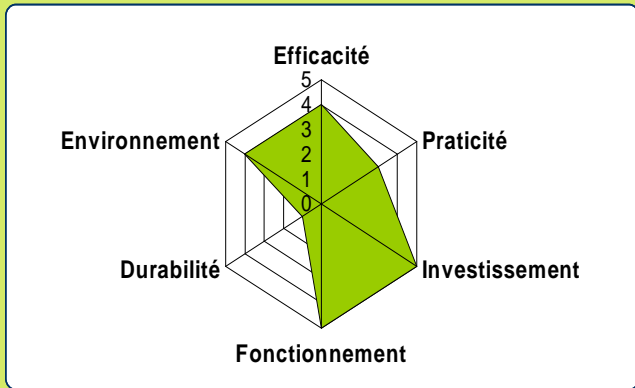 Efficacité
5
4
Environnement
3
Praticité
2
1
0
Durabilité
Investissement
Fonctionnement